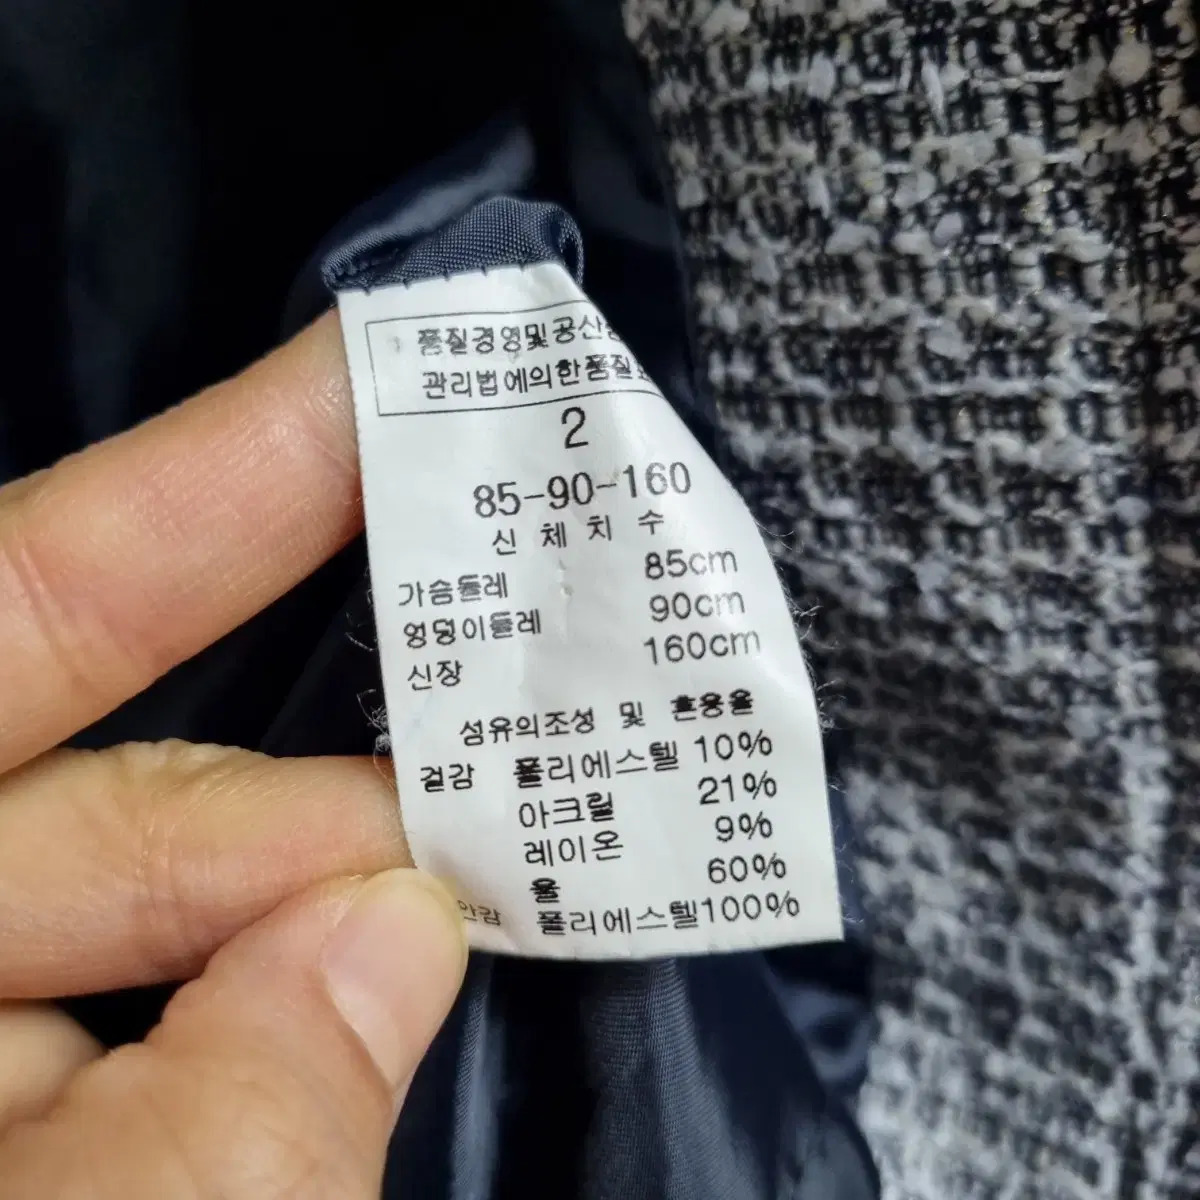 품질경영및공산
관리법에의한품질
2
85-90-160
신 체 치 수
가슴둘레 85cm
엉덩이둘레 90cm
신장 160cm
섬유의조성 및 혼용율
겉감 폴리에스텔 10%
아크릴 21%
레이온 9%
울 60%
안감 폴리에스텔100%